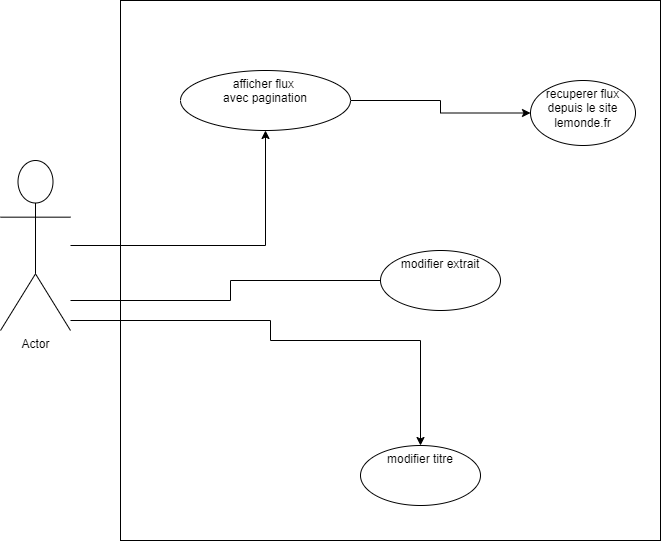 afficher flux
avec pagination
recuperer flux
depuis le site
lemonde.fr
modifier extrait
Actor
modifier titre